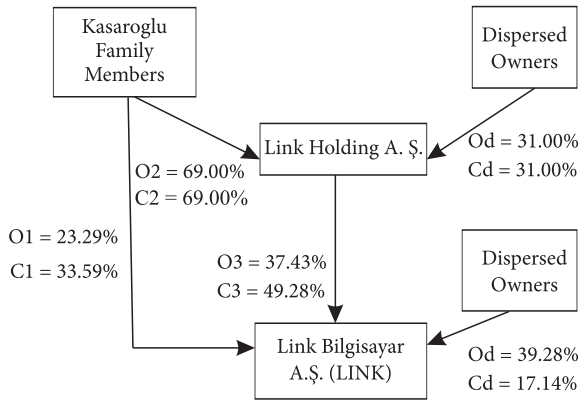 Kasaroglu
Family
Members
Dispersed
Owners
Link Holding A. Ş.
Od = 31.00%
Cd = 31.00%
O2 = 69.00%
C2 = 69.00%
O1 = 23.29%
C1 = 33.59%
O3 = 37.43%
C3 = 49.28%
Dispersed
Owners
Link Bilgisayar
A.Ş. (LINK)
Od = 39.28%
Cd = 17.14%